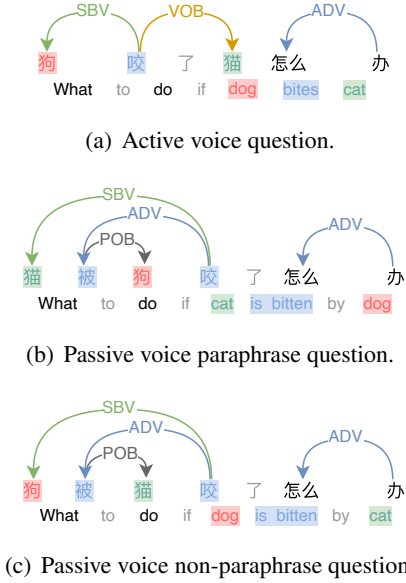 SBV VOB ADV
狗 咬 了 猫 怎么 办
What to do if dog bites cat
(a) Active voice question.
SBV
ADV ADV
POB
猫 被 狗 咬 了 怎么 办
What to do if cat is bitten by dog
(b) Passive voice paraphrase question.
SBV
ADV ADV
POB
狗 被 猫 咬 了 怎么 办
What to do if dog is bitten by cat
(c) Passive voice non-paraphrase question